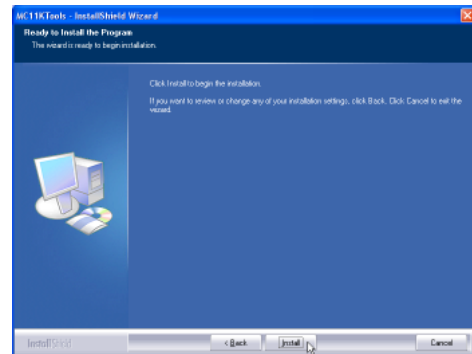 MC11KTools - InstallShield Wizard
Ready to Install the Program
The wizard is ready to begin installation.
Click Install to begin the installation.
If you want to review or change any of your installation settings, click Back. Click Cancel to exit the
wizard.
InstallShield
< Back
Install
Cancel